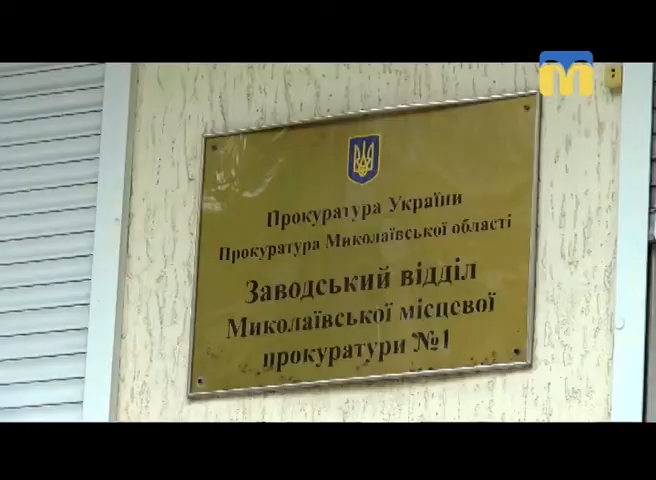 М
Прокуратура України
Прокуратура Миколаївської області
Заводський відділ
Миколаївської місцевої
прокуратури №1